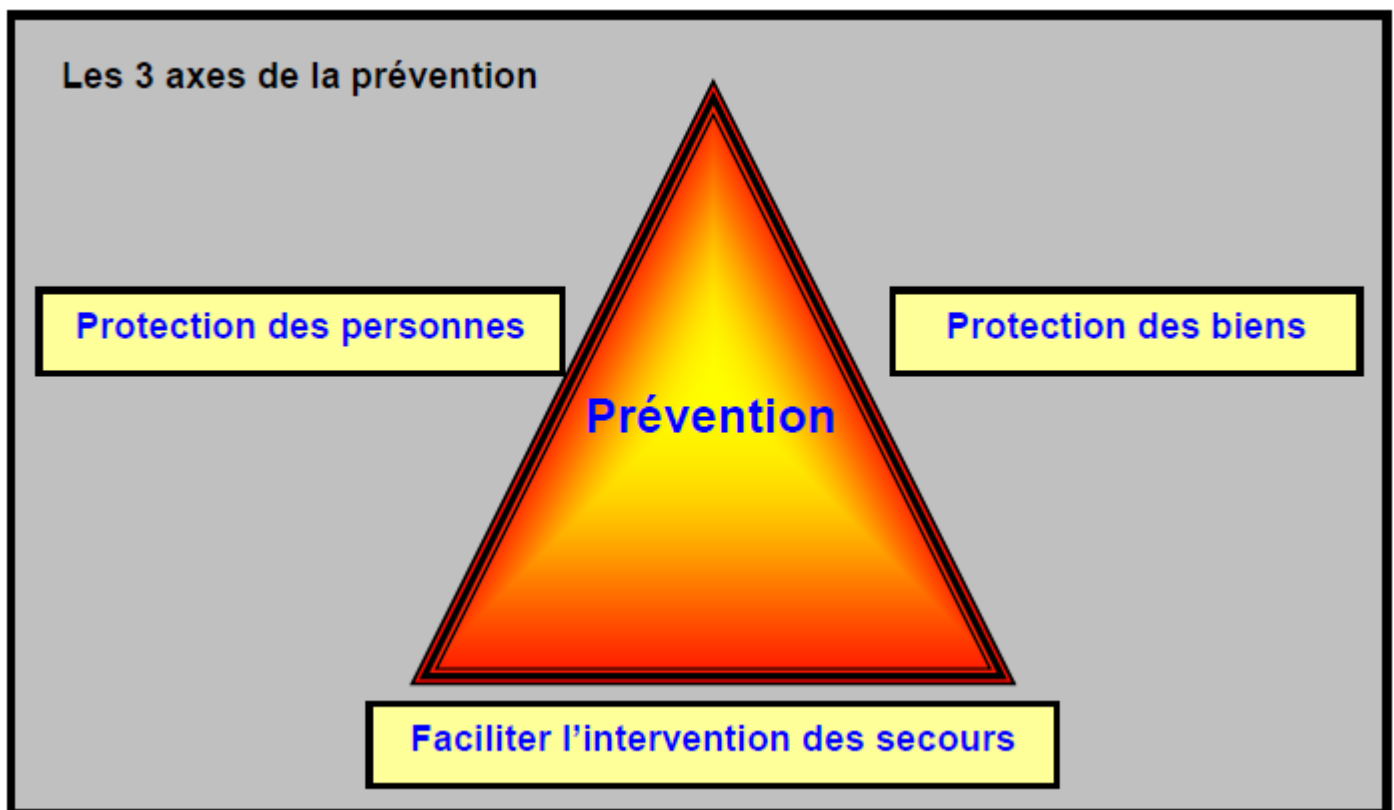 Les 3 axes de la prévention
Protection des personnes
Protection des biens
Prévention
Faciliter l’intervention des secours